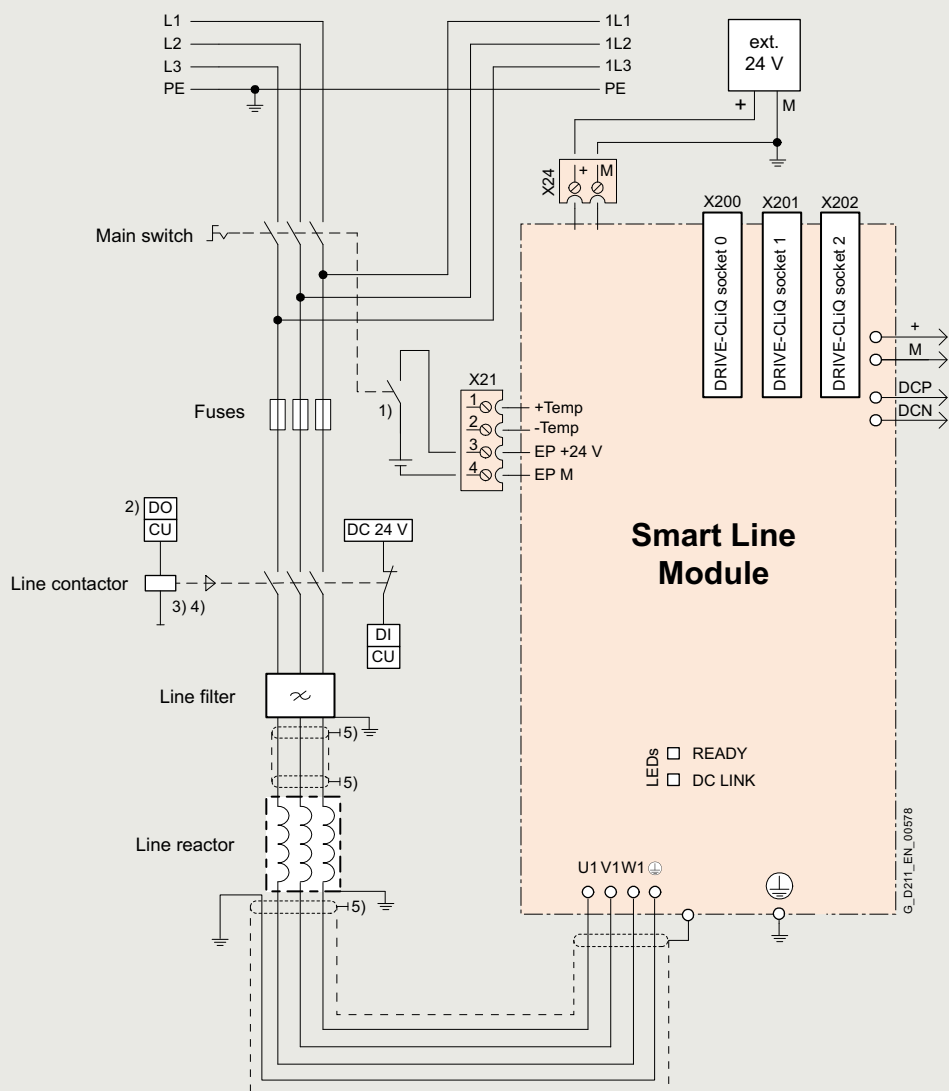 L1
L2
L3
PE
1L1
1L2
1L3
PE
ext.
24 V
+
M
X24
+ M
X200
X201
X202
DRIVE-CLiQ socket 0
DRIVE-CLiQ socket 1
DRIVE-CLiQ socket 2
Main switch
+
M
DCP
DCN
X21
1
2
3
4
+Temp
-Temp
EP +24 V
EP M
1)
Fuses
2)
DO
CU
DC 24 V
Line contactor
3) 4)
DI
CU
Smart Line
Module
Line filter
5)
5)
LEDs
READY
DC LINK
Line reactor
5)
U1 V1 W1
G_D211_EN_00578